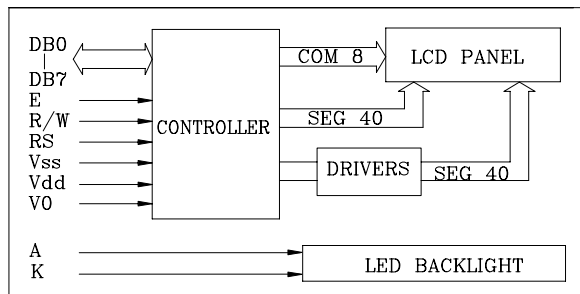 DB0
DB7
E
R/W
RS
Vss
Vdd
V0
A
K
CONTROLLER
COM 8
SEG 40
LCD PANEL
DRIVERS
SEG 40
LED BACKLIGHT